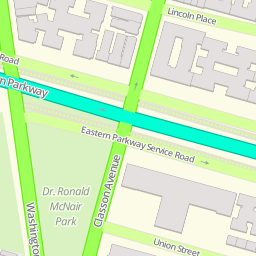 Lincoln Place
Road
n Parkway
Eastern Parkway Service Road
Dr. Ronald
McNair
Park
Classon Avenue
Washington
Union Street